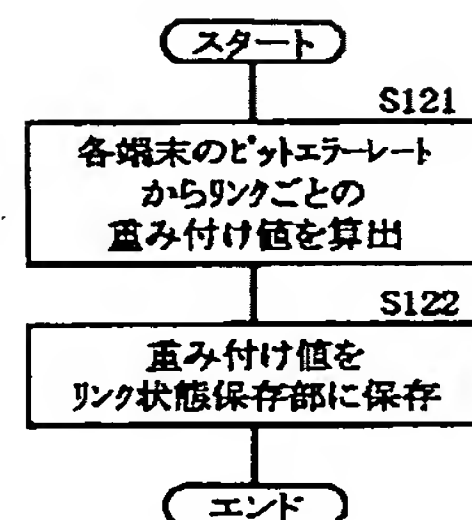 スタート
S121
各端末のビットエラーレート
からリンクごとの
重み付け値を算出
S122
重み付け値を
リンク状態保存部に保存
エンド